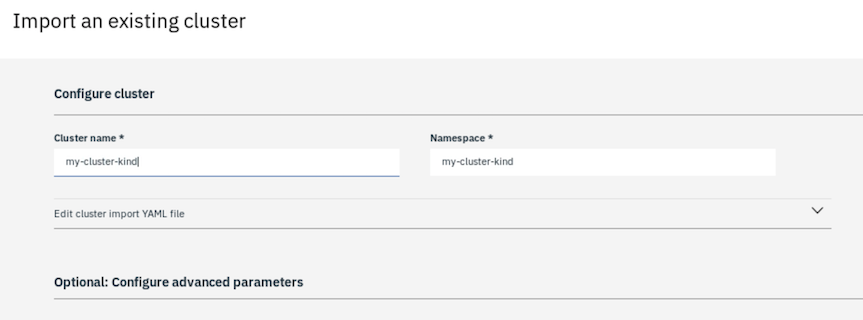 Import an existing cluster
Configure cluster
Cluster name * Namespace *
my-cluster-kind my-cluster-kind
Edit cluster import YAML file
Optional: Configure advanced parameters